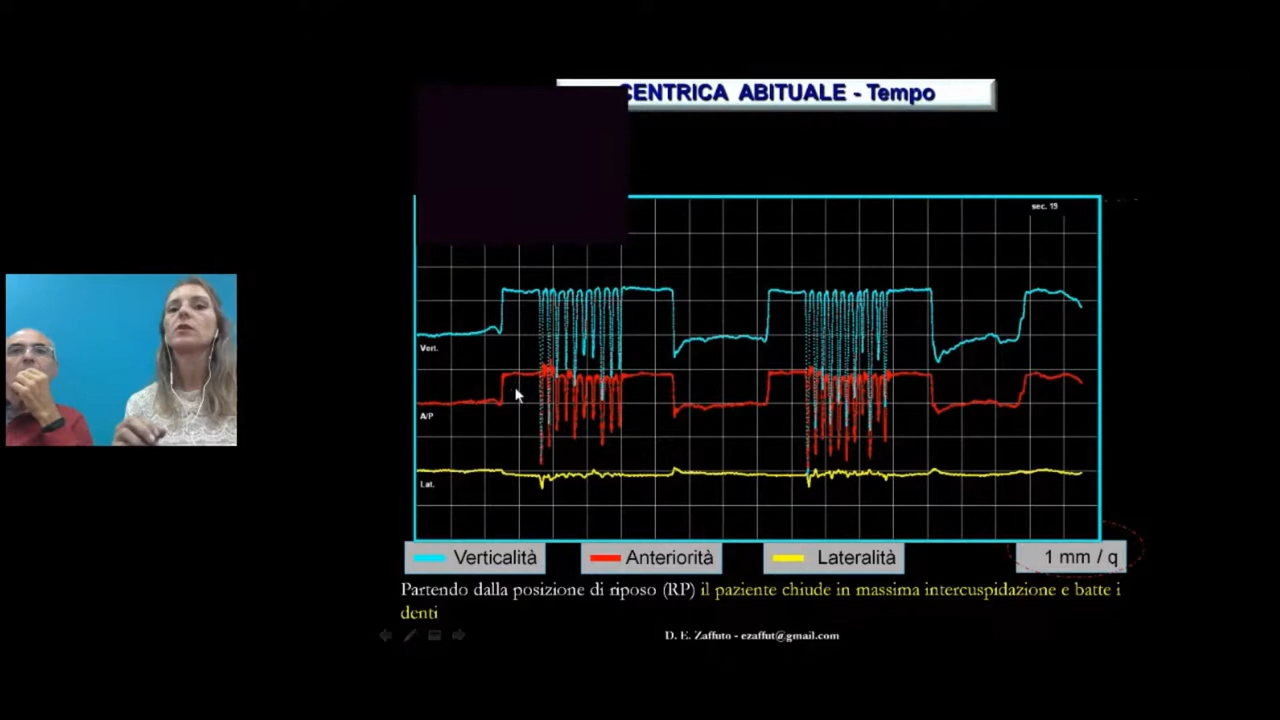 CENTRICA ABITUALE - Tempo
sec. 19
Vert.
A/P
Lat.
Verticalità
Anteriorità
Lateralità
1 mm / q
Partendo dalla posizione di riposo (RP) il paziente chiude in massima intercuspidazione e batte i
denti
D. E. Zaffuto - ezaffut@gmail.com